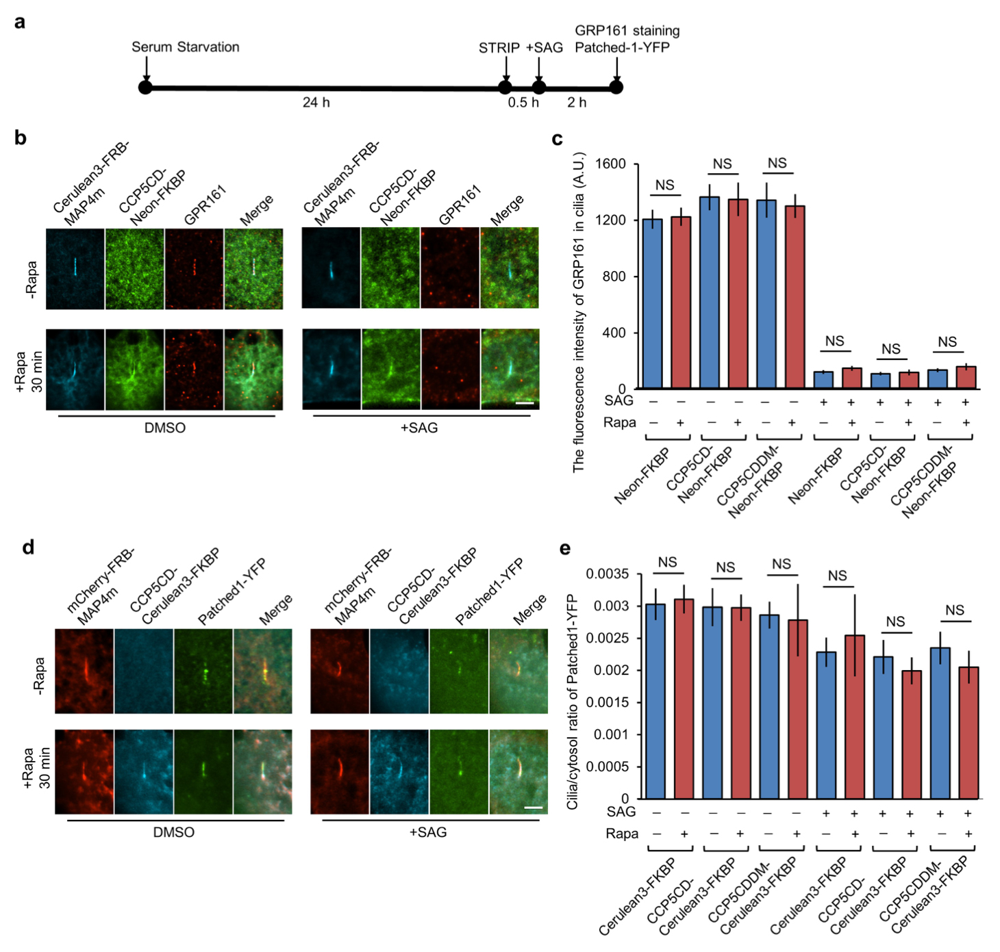 a
Serum Starvation
STRIP
+SAG
GRP161 staining
Patched-1-YFP
24 h
0.5 h
2 h
b
Cerulean3-FRB-
MAP4m
CCP5CD-
Neon-FKBP
GPR161
Merge
Cerulean3-FRB-
MAP4m
CCP5CD-
Neon-FKBP
GPR161
Merge
-Rapa
+Rapa
30 min
DMSO
+SAG
c
The fluorescence intensity of GRP161 in cilia (A.U.)
1600
1200
800
400
0
NS
NS
NS
NS
NS
NS
SAG – – – – – – + + + + + +
Rapa – + – + – + – + – + – +
Neon-FKBP
CCP5CD-
Neon-FKBP
CCP5CDDM-
Neon-FKBP
Neon-FKBP
CCP5CD-
Neon-FKBP
CCP5CDDM-
Neon-FKBP
d
mCherry-FRB-
MAP4m
CCP5CD-
Cerulean3-FKBP
Patched1-YFP
Merge
mCherry-FRB-
MAP4m
CCP5CD-
Cerulean3-FKBP
Patched1-YFP
Merge
-Rapa
+Rapa
30 min
DMSO
+SAG
e
Cilia/cytosol ratio of Patched1-YFP
0.0035
0.003
0.0025
0.002
0.0015
0.001
0.0005
0
NS
NS
NS
NS
NS
NS
SAG – – – – – – + + + + + +
Rapa – + – + – + – + – + – +
Cerulean3-FKBP
CCP5CD-
Cerulean3-FKBP
CCP5CDDM-
Cerulean3-FKBP
Cerulean3-FKBP
CCP5CD-
Cerulean3-FKBP
CCP5CDDM-
Cerulean3-FKBP